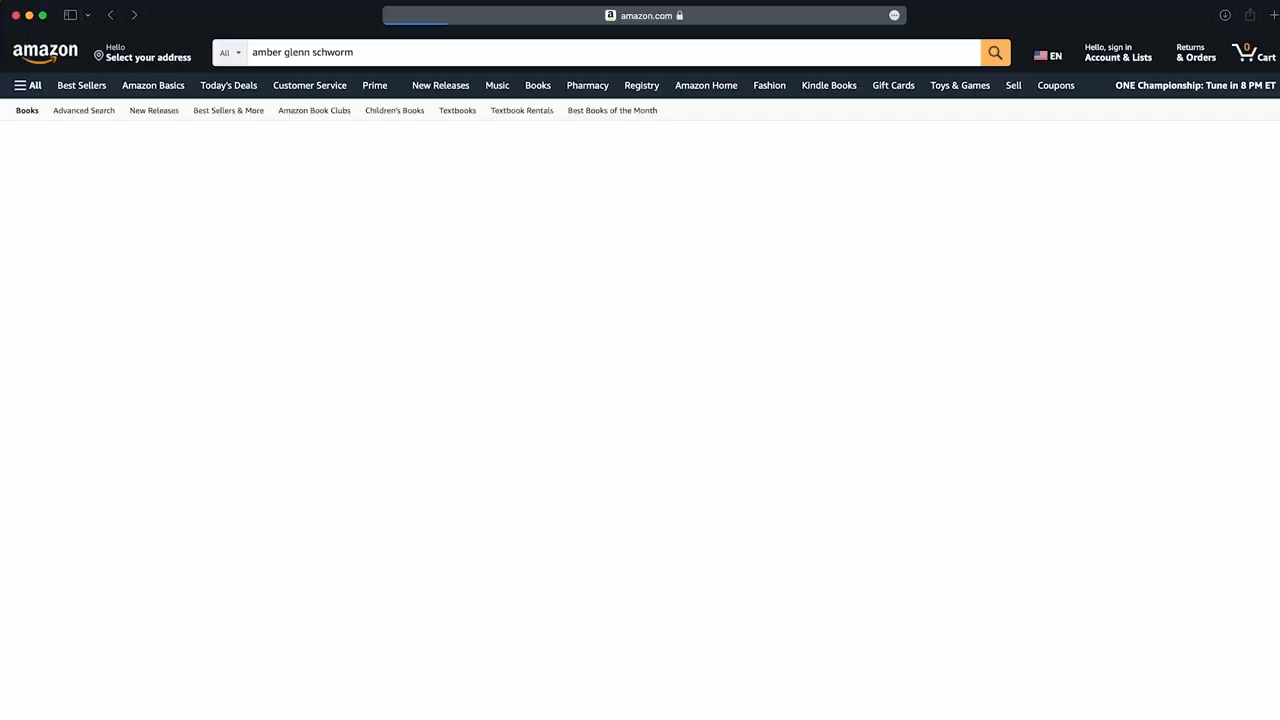 amazon.com
amazon
Hello
Select your address
All
amber glenn schworm
EN
Hello, sign in
Account & Lists
Returns
& Orders
0
Cart
All Best Sellers Amazon Basics Today's Deals Customer Service Prime New Releases Music Books Pharmacy Registry Amazon Home Fashion Kindle Books Gift Cards Toys & Games Sell Coupons ONE Championship: Tune in 8 PM ET
Books Advanced Search New Releases Best Sellers & More Amazon Book Clubs Children's Books Textbooks Textbook Rentals Best Books of the Month